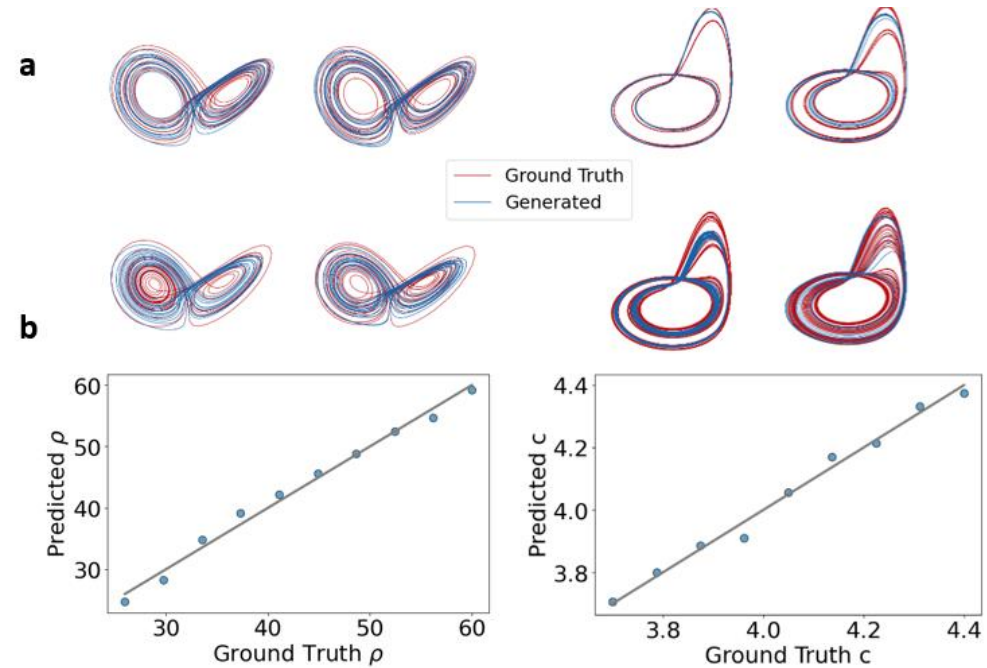 a
Ground Truth
Generated
b
60
50
40
30
Predicted ρ
30 40 50 60
Ground Truth ρ
4.4
4.2
4.0
3.8
Predicted c
3.8 4.0 4.2 4.4
Ground Truth c